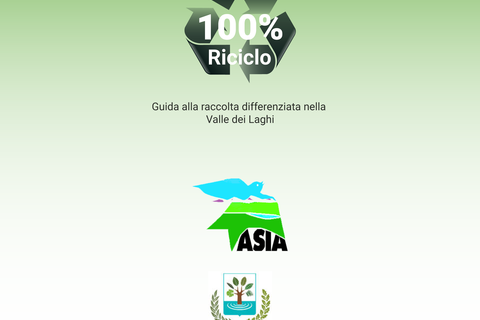 100%
Riciclo
Guida alla raccolta differenziata nella
Valle dei Laghi
ASIA